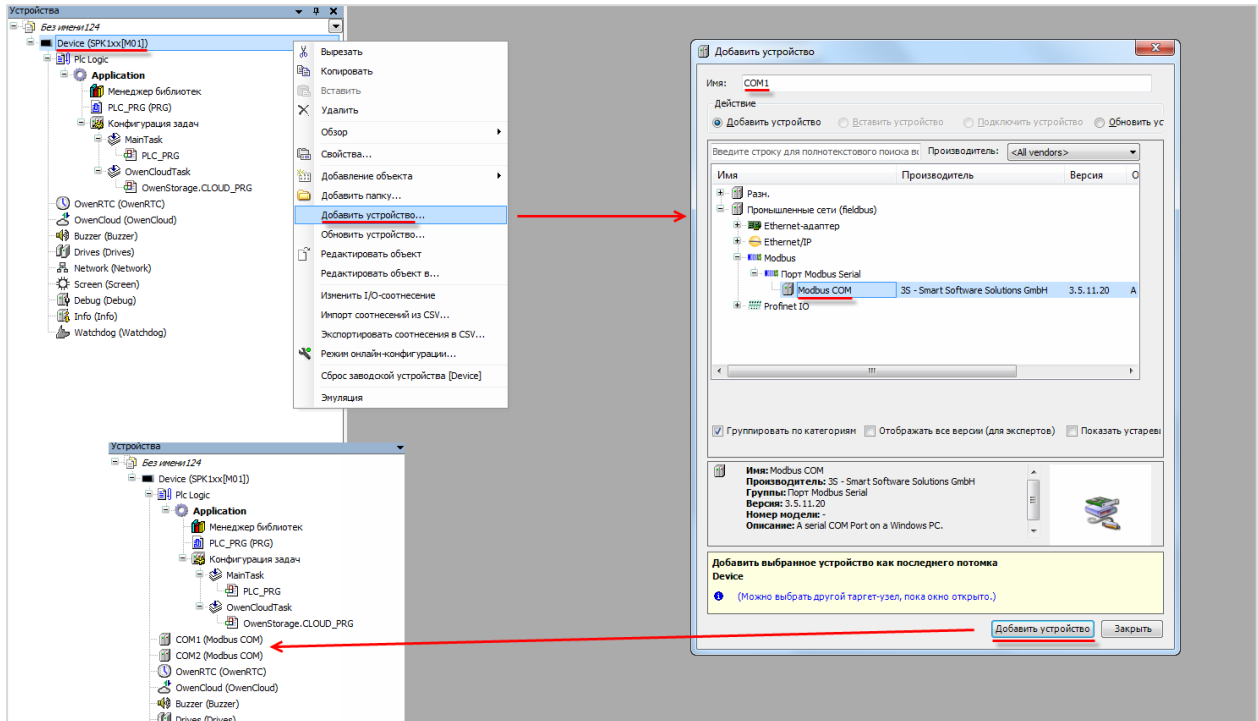 Устройства
Без имени124
Device (SPK1xx[M01])
Plc Logic
Application
Менеджер библиотек
PLC_PRG (PRG)
Конфигурация задач
MainTask
PLC_PRG
OwenCloudTask
OwenStorage.CLOUD_PRG
OwenRTC (OwenRTC)
OwenCloud (OwenCloud)
Buzzer (Buzzer)
Drives (Drives)
Network (Network)
Screen (Screen)
Debug (Debug)
Info (Info)
Watchdog (Watchdog)
Вырезать
Копировать
Вставить
Удалить
Обзор
Свойства...
Добавление объекта
Добавить папку...
Добавить устройство...
Обновить устройство...
Редактировать объект
Редактировать объект в...
Изменить I/O-соотнесение
Импорт соотнесений из CSV...
Экспортировать соотнесения в CSV...
Режим онлайн-конфигурации...
Сброс заводской устройства [Device]
Эмуляция
Добавить устройство
Имя: COM1
Действие
Добавить устройство Вставить устройство Подключить устройство Обновить ус
Введите строку для полнотекстового поиска вс Производитель: <All vendors>
Имя Производитель Версия О
Разн.
Промышленные сети (fieldbus)
Ethernet-адаптер
Ethernet/IP
Modbus
Порт Modbus Serial
Modbus COM 3S - Smart Software Solutions GmbH 3.5.11.20 A
Profinet IO
Группировать по категориям Отображать все версии (для экспертов) Показать устареві
Имя: Modbus COM
Производитель: 3S - Smart Software Solutions GmbH
Группы: Порт Modbus Serial
Версия: 3.5.11.20
Номер модели: -
Описание: A serial COM Port on a Windows PC.
Добавить выбранное устройство как последнего потомка
Device
(Можно выбрать другой таргет-узел, пока окно открыто.)
Добавить устройство Закрыть
Устройства
Без имени124
Device (SPK1xx[M01])
Plc Logic
Application
Менеджер библиотек
PLC_PRG (PRG)
Конфигурация задач
MainTask
PLC_PRG
OwenCloudTask
OwenStorage.CLOUD_PRG
COM1 (Modbus COM)
COM2 (Modbus COM)
OwenRTC (OwenRTC)
OwenCloud (OwenCloud)
Buzzer (Buzzer)
Drives (Drives)